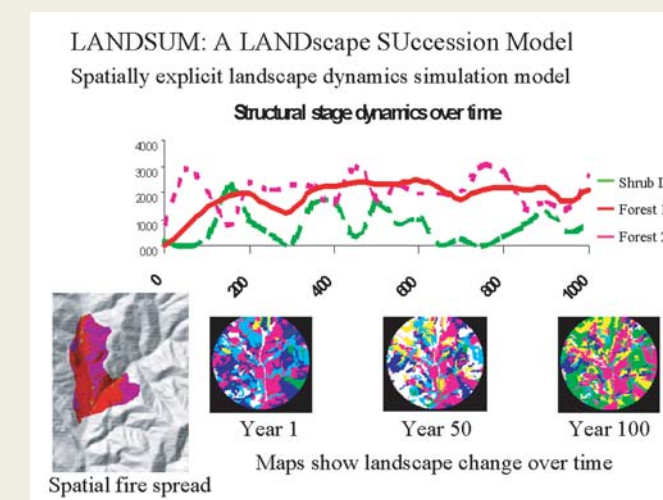 LANDSUM: A LANDscape SUccession Model
Spatially explicit landscape dynamics simulation model
Structural stage dynamics over time
4000
3000
2000
1000
000
Shrub
Forest 1
Forest 2
0
200
400
600
800
1000
Year 1
Year 50
Year 100
Maps show landscape change over time
Spatial fire spread